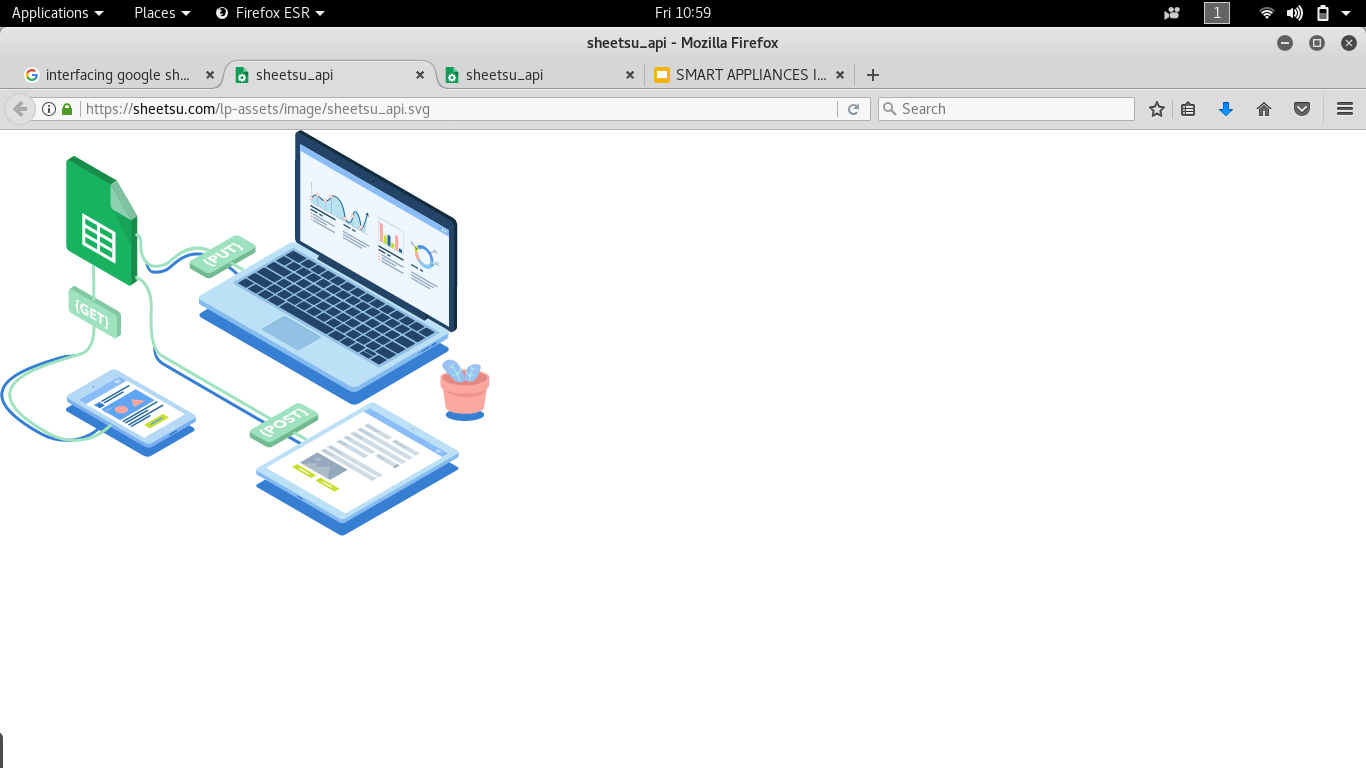 Applications Places Firefox ESR Fri 10:59 1
sheetsu_api - Mozilla Firefox
interfacing google sh... sheetsu_api sheetsu_api SMART APPLIANCES I...
https://sheetsu.com/lp-assets/image/sheetsu_api.svg Search
{PUT}
{GET}
{POST}